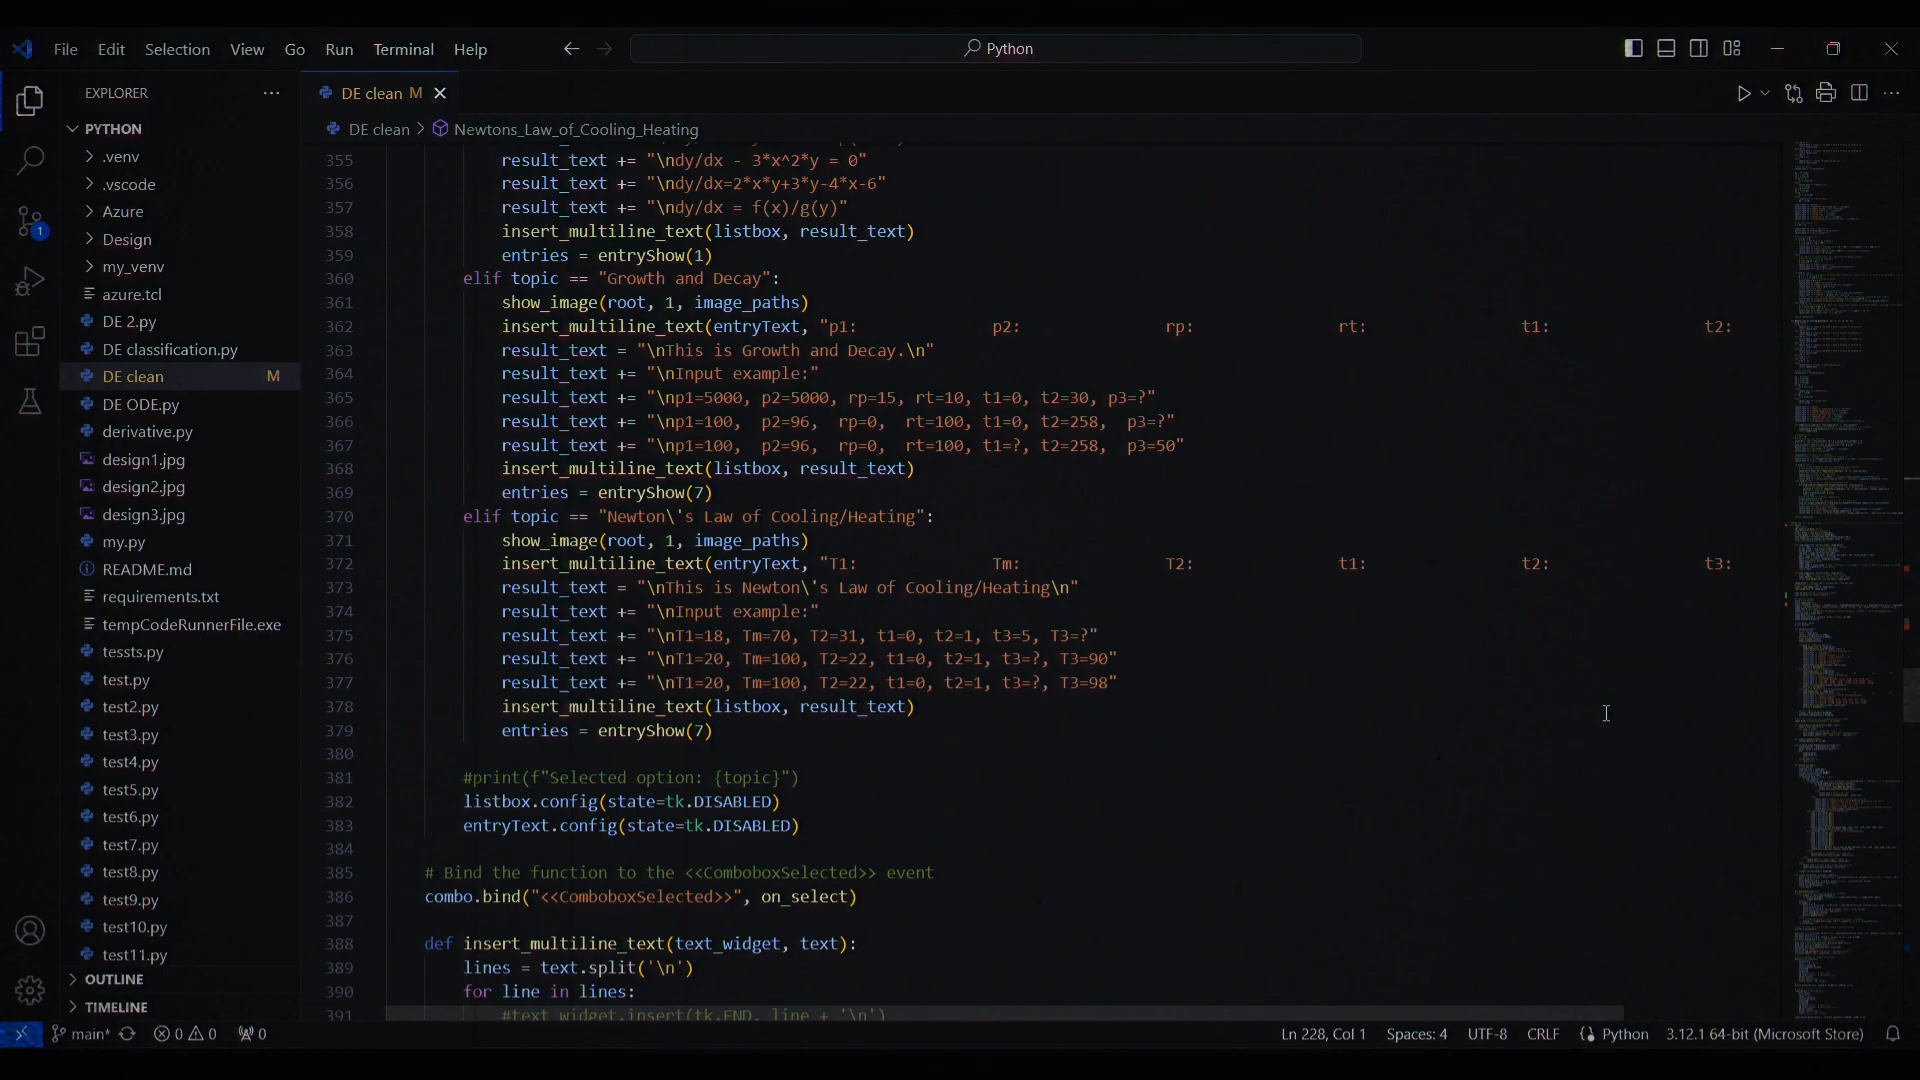 File Edit Selection View Go Run Terminal Help
Python
EXPLORER
PYTHON
.venv
.vscode
Azure
Design
my_venv
azure.tcl
DE 2.py
DE classification.py
DE clean M
DE ODE.py
derivative.py
design1.jpg
design2.jpg
design3.jpg
my.py
README.md
requirements.txt
tempCodeRunnerFile.exe
tessts.py
test.py
test2.py
test3.py
test4.py
test5.py
test6.py
test7.py
test8.py
test9.py
test10.py
test11.py
OUTLINE
TIMELINE
1
DE clean M
DE clean > Newtons_Law_of_Cooling_Heating
355 result_text += "\ndy/dx - 3*x^2*y = 0"
356 result_text += "\ndy/dx=2*x*y+3*y-4*x-6"
357 result_text += "\ndy/dx = f(x)/g(y)"
358 insert_multiline_text(listbox, result_text)
359 entries = entryShow(1)
360 elif topic == "Growth and Decay":
361 show_image(root, 1, image_paths)
362 insert_multiline_text(entryText, "p1: p2: rp: rt: t1: t2:
363 result_text = "\nThis is Growth and Decay.\n"
364 result_text += "\nInput example:"
365 result_text += "\np1=5000, p2=5000, rp=15, rt=10, t1=0, t2=30, p3=?"
366 result_text += "\np1=100, p2=96, rp=0, rt=100, t1=0, t2=258, p3=?"
367 result_text += "\np1=100, p2=96, rp=0, rt=100, t1=?, t2=258, p3=50"
368 insert_multiline_text(listbox, result_text)
369 entries = entryShow(7)
370 elif topic == "Newton\'s Law of Cooling/Heating":
371 show_image(root, 1, image_paths)
372 insert_multiline_text(entryText, "T1: Tm: T2: t1: t2: t3:
373 result_text = "\nThis is Newton\'s Law of Cooling/Heating\n"
374 result_text += "\nInput example:"
375 result_text += "\nT1=18, Tm=70, T2=31, t1=0, t2=1, t3=5, T3=?"
376 result_text += "\nT1=20, Tm=100, T2=22, t1=0, t2=1, t3=?, T3=90"
377 result_text += "\nT1=20, Tm=100, T2=22, t1=0, t2=1, t3=?, T3=98"
378 insert_multiline_text(listbox, result_text)
379 entries = entryShow(7)
380
381 #print(f"Selected option: {topic}")
382 listbox.config(state=tk.DISABLED)
383 entryText.config(state=tk.DISABLED)
384
385 # Bind the function to the <<ComboboxSelected>> event
386 combo.bind("<<ComboboxSelected>>", on_select)
387
388 def insert_multiline_text(text_widget, text):
389 lines = text.split('\n')
390 for line in lines:
391 #text_widget.insert(tk.END, line + '\n')
main* 0 0 0 Ln 228, Col 1 Spaces: 4 UTF-8 CRLF Python 3.12.1 64-bit (Microsoft Store)